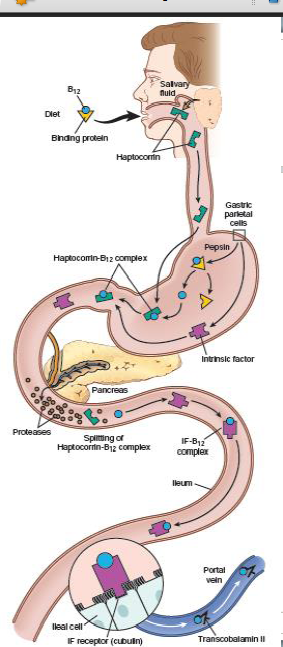 B12
Diet
Binding protein
Salivary
fluid
Haptocorrin
Gastric
parietal
cells
Pepsin
Haptocorrin-B12 complex
Intrinsic factor
Pancreas
Proteases
Splitting of
Haptocorrin-B12 complex
IF-B12
complex
Ileum
Portal
vein
Ileal cell
IF receptor (cubulin)
Transcobalamin II